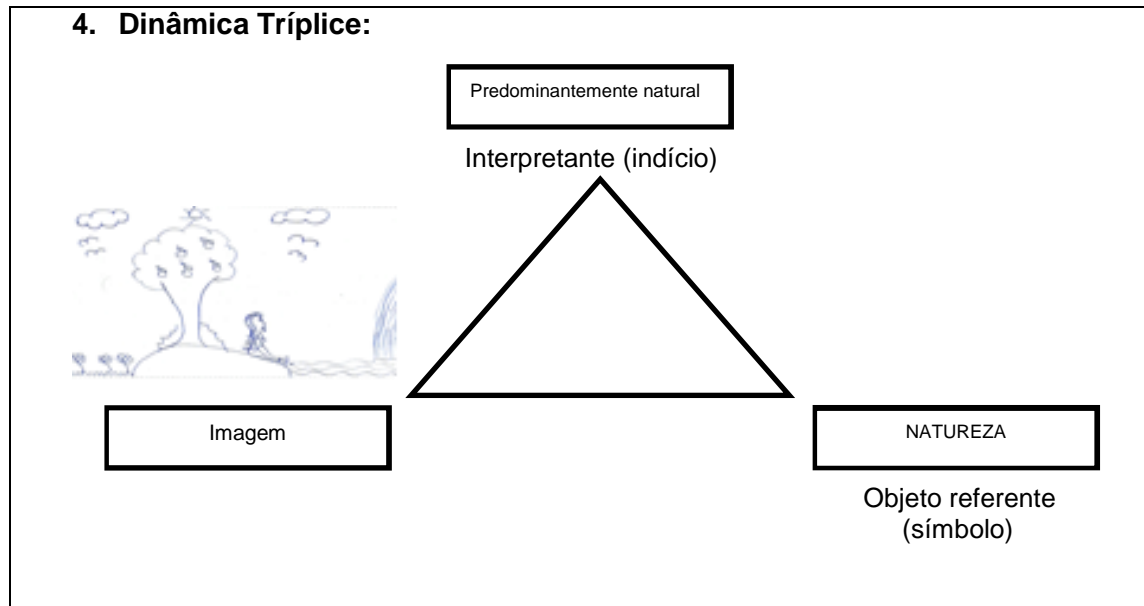 4. Dinâmica Tríplice:
Predominantemente natural
Interpretante (indício)
Imagem
NATUREZA
Objeto referente
(símbolo)